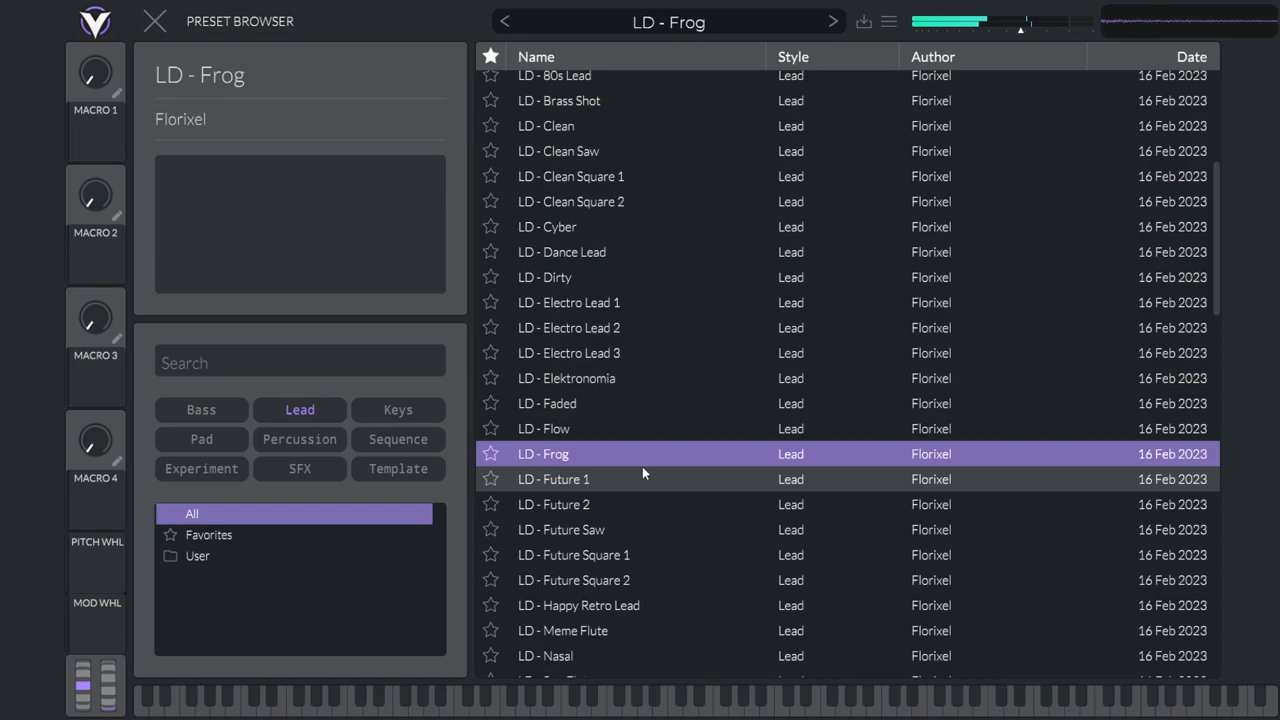 PRESET BROWSER
LD - Frog
MACRO 1
MACRO 2
MACRO 3
MACRO 4
PITCH WHL
MOD WHL
LD - Frog
Florixel
Search
Bass Lead Keys
Pad Percussion Sequence
Experiment SFX Template
All
Favorites
User
Name Style Author Date
LD - 80s Lead Lead Florixel 16 Feb 2023
LD - Brass Shot Lead Florixel 16 Feb 2023
LD - Clean Lead Florixel 16 Feb 2023
LD - Clean Saw Lead Florixel 16 Feb 2023
LD - Clean Square 1 Lead Florixel 16 Feb 2023
LD - Clean Square 2 Lead Florixel 16 Feb 2023
LD - Cyber Lead Florixel 16 Feb 2023
LD - Dance Lead Lead Florixel 16 Feb 2023
LD - Dirty Lead Florixel 16 Feb 2023
LD - Electro Lead 1 Lead Florixel 16 Feb 2023
LD - Electro Lead 2 Lead Florixel 16 Feb 2023
LD - Electro Lead 3 Lead Florixel 16 Feb 2023
LD - Elektronomia Lead Florixel 16 Feb 2023
LD - Faded Lead Florixel 16 Feb 2023
LD - Flow Lead Florixel 16 Feb 2023
LD - Frog Lead Florixel 16 Feb 2023
LD - Future 1 Lead Florixel 16 Feb 2023
LD - Future 2 Lead Florixel 16 Feb 2023
LD - Future Saw Lead Florixel 16 Feb 2023
LD - Future Square 1 Lead Florixel 16 Feb 2023
LD - Future Square 2 Lead Florixel 16 Feb 2023
LD - Happy Retro Lead Lead Florixel 16 Feb 2023
LD - Meme Flute Lead Florixel 16 Feb 2023
LD - Nasal Lead Florixel 16 Feb 2023